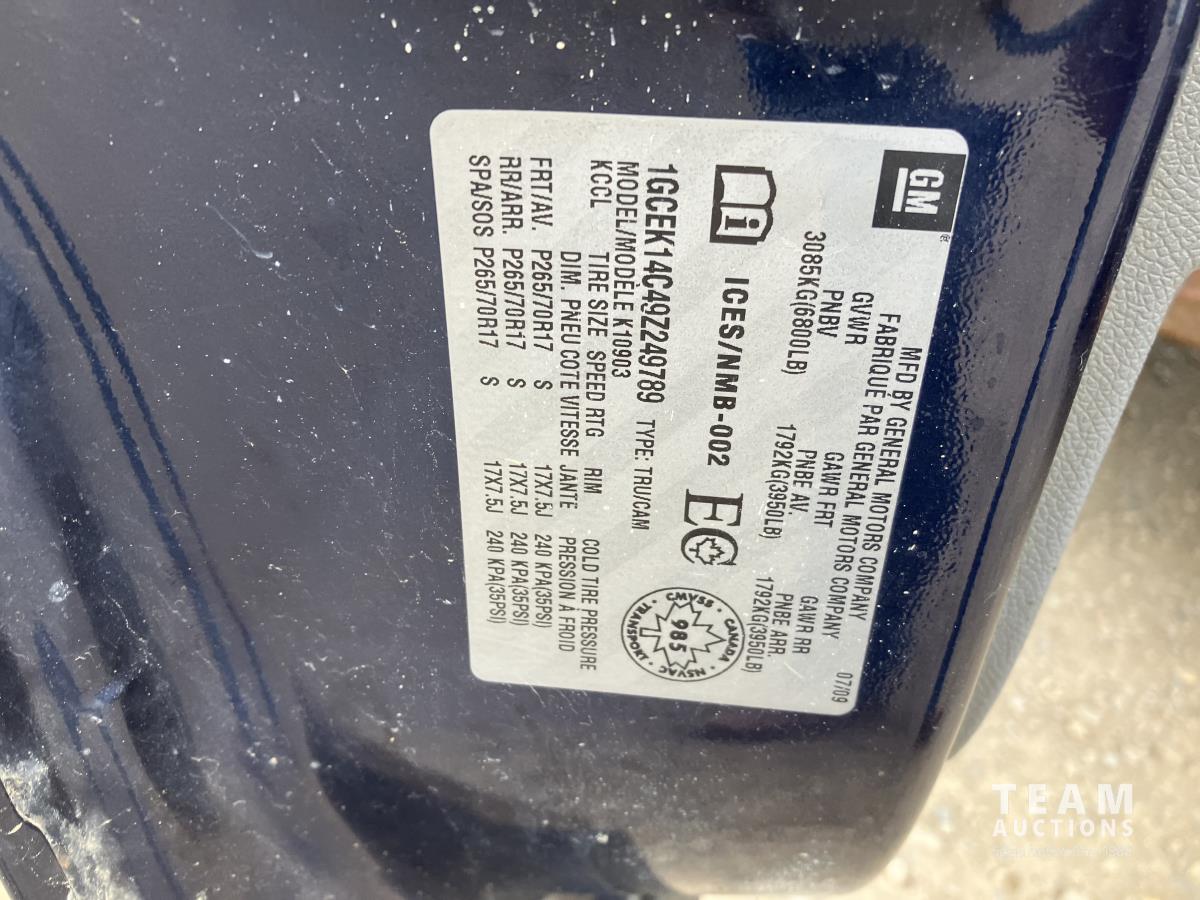 GM®
MFD BY GENERAL MOTORS COMPANY
FABRIQUÉ PAR GENERAL MOTORS COMPANY
07/09
GVWR GAWR FRT GAWR RR
PNBV PNBE AV. PNBE ARR.
3085KG(6800LB) 1792KG(3950LB) 1792KG(3950LB)
i ICES/NMB-002 EC
CMVSS • CANADA • NSVAC • TRANSPORT •
985
1GCEK14C49Z249789 TYPE: TRU/CAM
MODEL/MODÈLE K10903
KCCL TIRE SIZE SPEED RTG RIM COLD TIRE PRESSURE
DIM. PNEU COTE VITESSE JANTE PRESSION À FROID
FRT/AV. P265/70R17 S 17X7.5J 240 KPA(35PSI)
RR/ARR. P265/70R17 S 17X7.5J 240 KPA(35PSI)
SPA/SOS P265/70R17 S 17X7.5J 240 KPA(35PSI)
TEAM
AUCTIONS